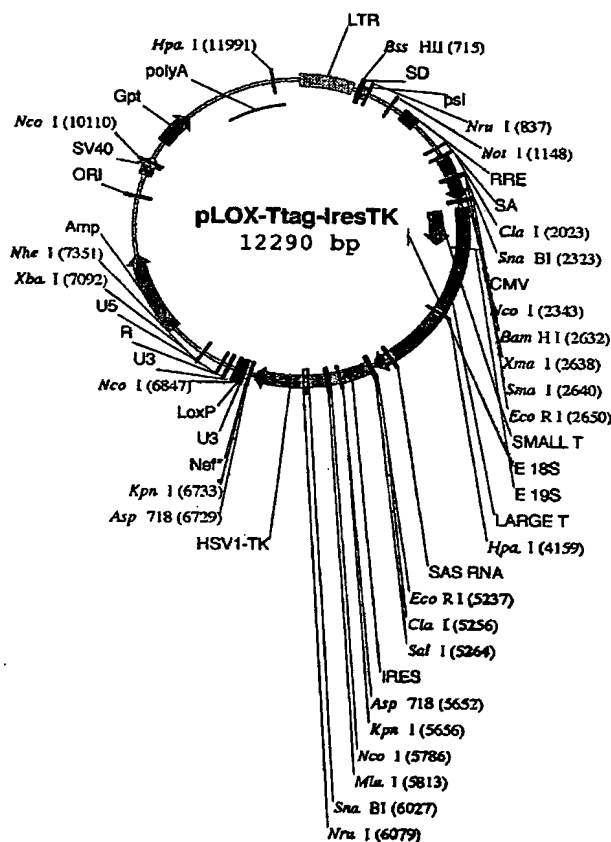 LTR
Hpa I (11991)
Bss HII (715)
polyA
SD
psi
Gpt
Nru I (837)
Nco I (10110)
Not I (1148)
SV40
RRE
ORI
SA
pLOX-Ttag-IresTK
12290 bp
Cla I (2023)
Amp
Sna BI (2323)
Nhe I (7351)
CMV
Xba I (7092)
Nco I (2343)
U5
Bam H I (2632)
R
Xma I (2638)
U3
Sma I (2640)
Nco I (6847)
Eco R I (2650)
LoxP
SMALL T
U3
E 18S
Nef*
E 19S
Kpn I (6733)
LARGE T
Asp 718 (6729)
Hpa I (4159)
HSV1-TK
SAS RNA
Eco R I (5237)
Cla I (5256)
Sal I (5264)
IRES
Asp 718 (5652)
Kpn I (5656)
Nco I (5786)
Mlu I (5813)
Sna BI (6027)
Nru I (6079)